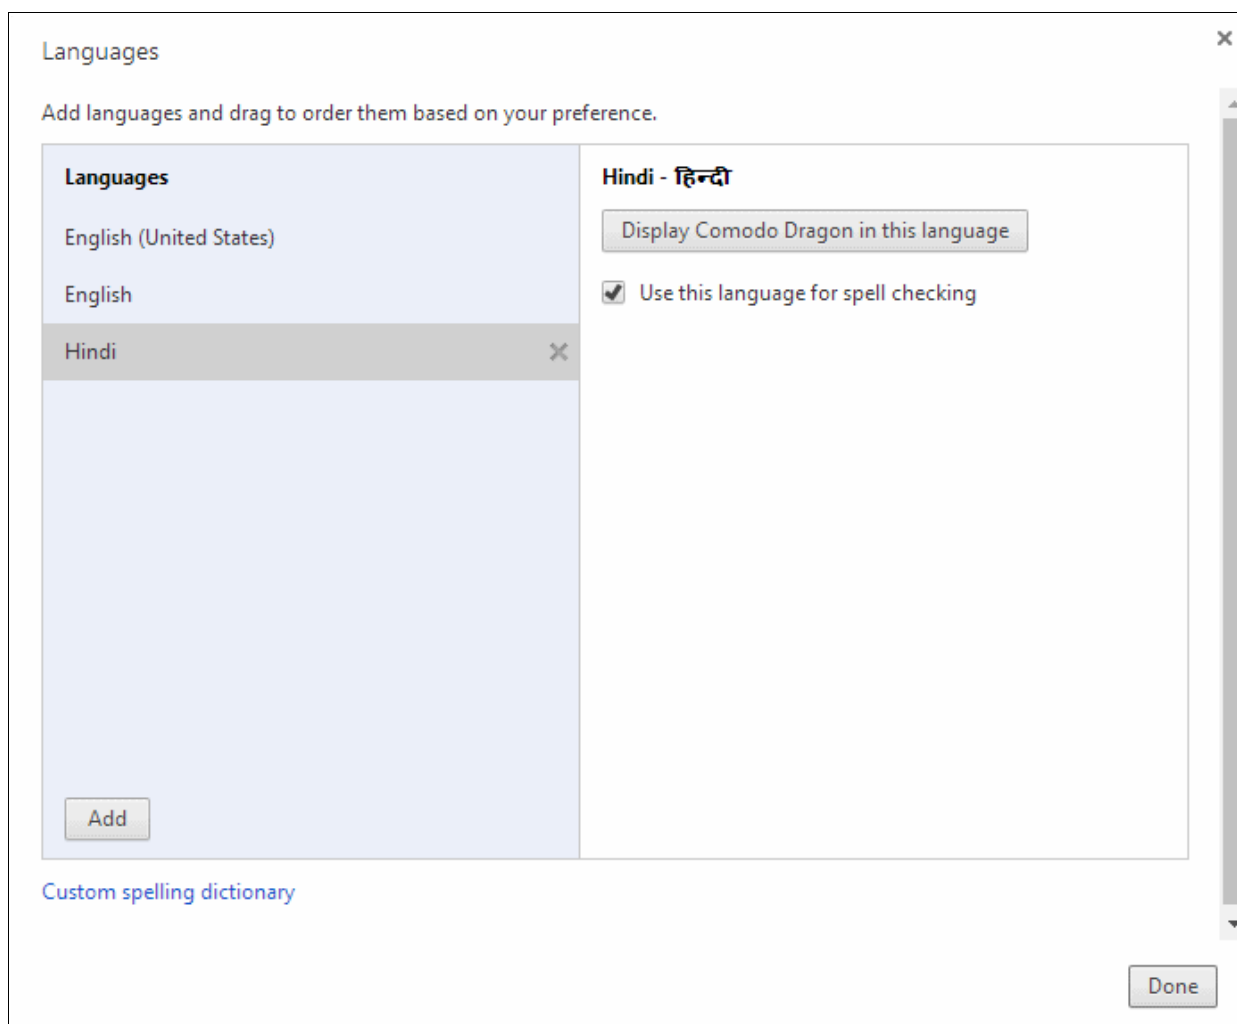 Languages
Add languages and drag to order them based on your preference.
Languages
English (United States)
English
Hindi
Add
Hindi - हिन्दी
Display Comodo Dragon in this language
Use this language for spell checking
Custom spelling dictionary
Done